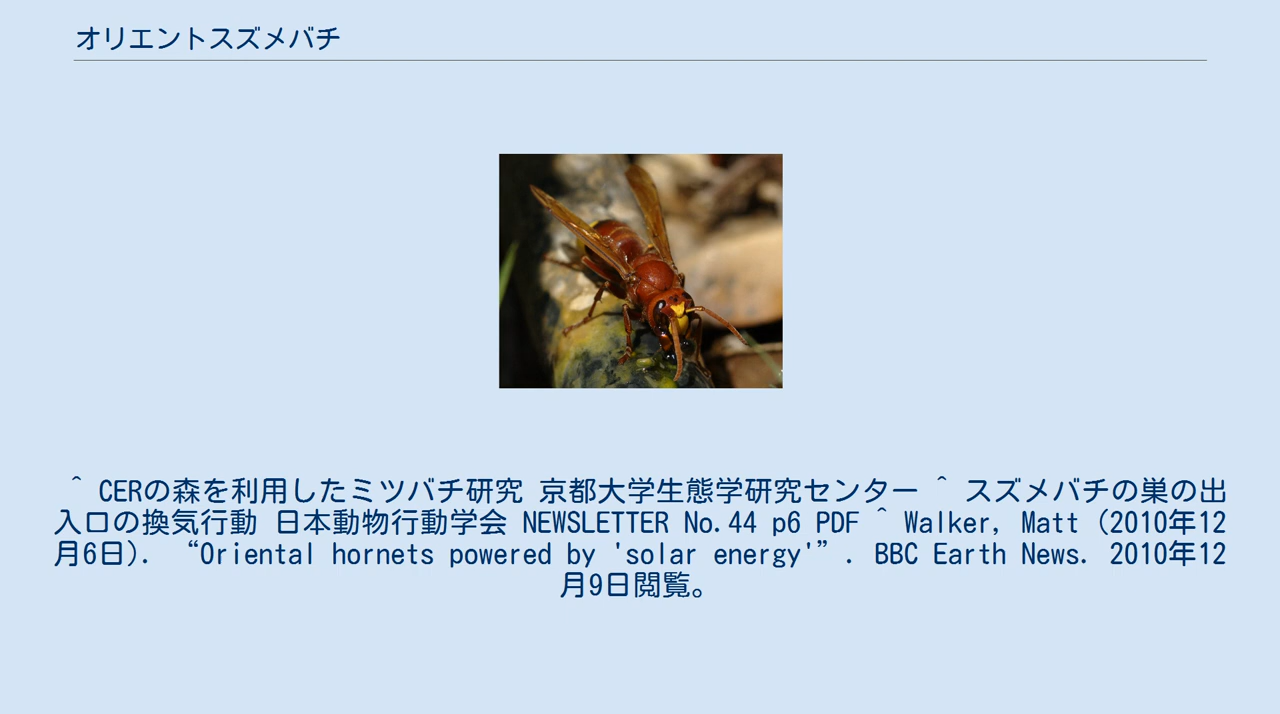 オリエントスズメバチ
^ CERの森を利用したミツバチ研究 京都大学生態学研究センター ^ スズメバチの巣の出
入口の換気行動 日本動物行動学会 NEWSLETTER No.44 p6 PDF ^ Walker, Matt (2010年12
月6日). “Oriental hornets powered by 'solar energy'”. BBC Earth News. 2010年12
月9日閲覧。